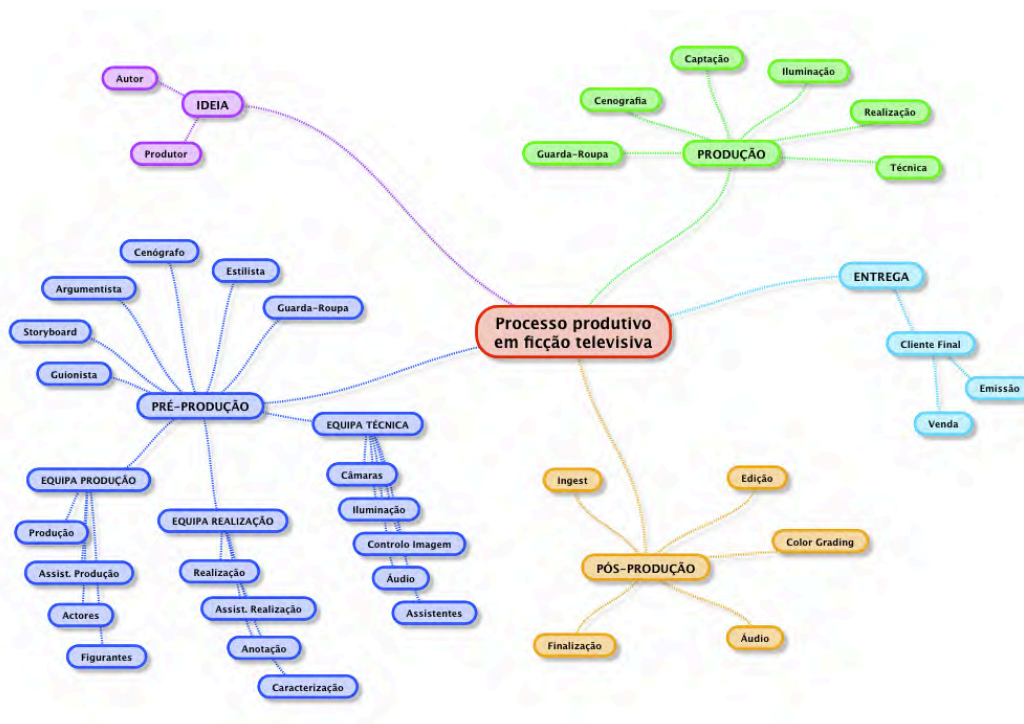 Processo produtivo
em ficção televisiva
IDEIA
Autor
Produtor
PRODUÇÃO
Captação
Iluminação
Cenografia
Realização
Guarda-Roupa
Técnica
ENTREGA
Cliente Final
Emissão
Venda
PRÉ-PRODUÇÃO
Cenógrafo
Estilista
Argumentista
Guarda-Roupa
Storyboard
Guionista
EQUIPA PRODUÇÃO
Produção
Assist. Produção
Actores
Figurantes
EQUIPA REALIZAÇÃO
Realização
Assist. Realização
Anotação
Caracterização
EQUIPA TÉCNICA
Câmaras
Iluminação
Controlo Imagem
Áudio
Assistentes
PÓS-PRODUÇÃO
Ingest
Edição
Color Grading
Áudio
Finalização